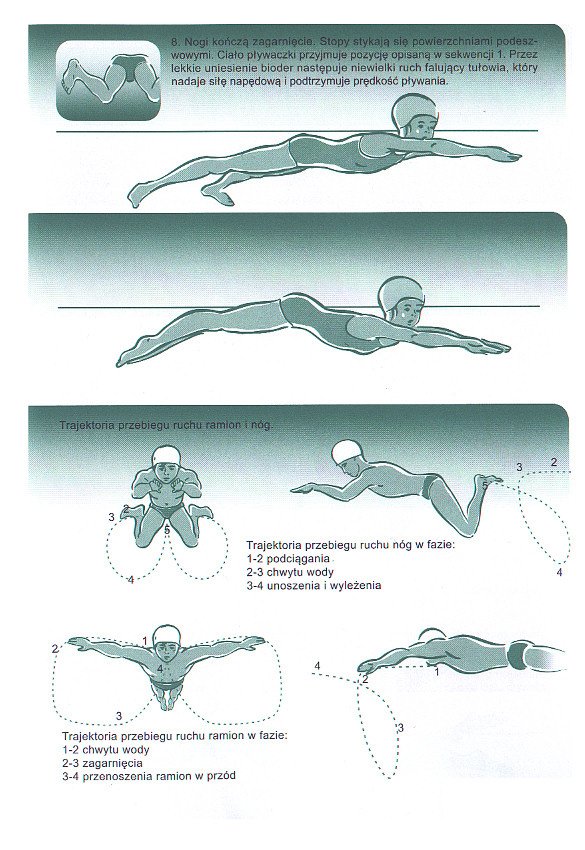 8. Nogi kończą zagarnięcie. Stopy stykają się powierzchniami podesz-
wowymi. Ciało pływaczki przyjmuje pozycję opisaną w sekwencji 1. Przez
lekkie uniesienie bioder następuje niewielki ruch falujący tułowia, który
nadaje siłę napędową i podtrzymuje prędkość pływania.
Trajektoria przebiegu ruchu ramion i nóg.
3 2 5 4
3 2 5 4
Trajektoria przebiegu ruchu nóg w fazie:
1-2 podciągania
2-3 chwytu wody
3-4 unoszenia i wyleżenia
2 1 4 3
4 2 1 3
Trajektoria przebiegu ruchu ramion w fazie:
1-2 chwytu wody
2-3 zagarnięcia
3-4 przenoszenia ramion w przód